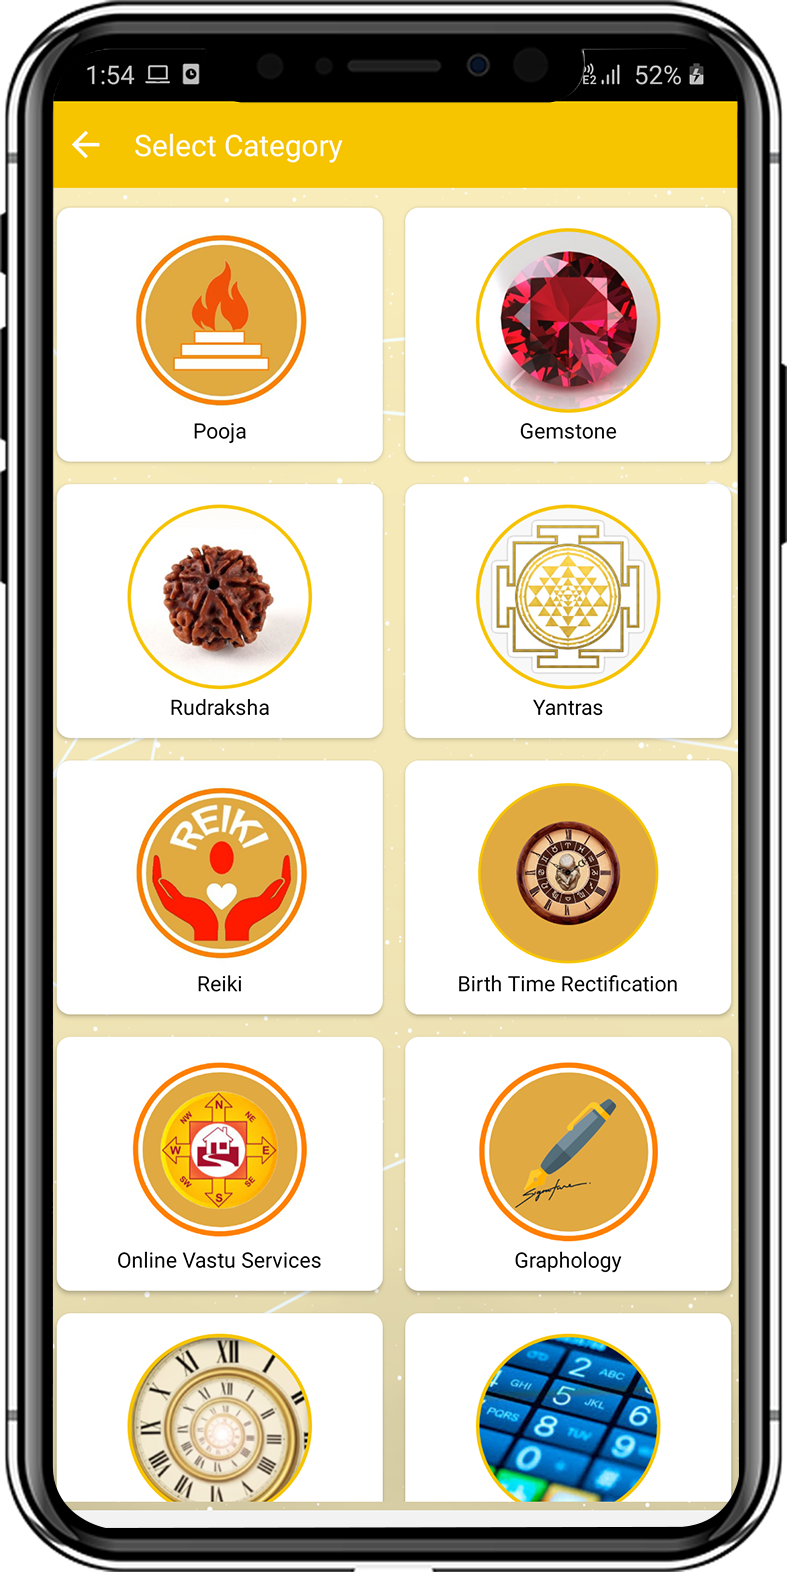 1:54 52%
Select Category
Pooja Gemstone
Rudraksha Yantras
REIKI
Reiki Birth Time Rectification
N
NW NE
W E
SW SE
S
Signature
Online Vastu Services Graphology
XII
2 ABC
GHI 5 JKL 6
PQRS 8 TUV 9
0